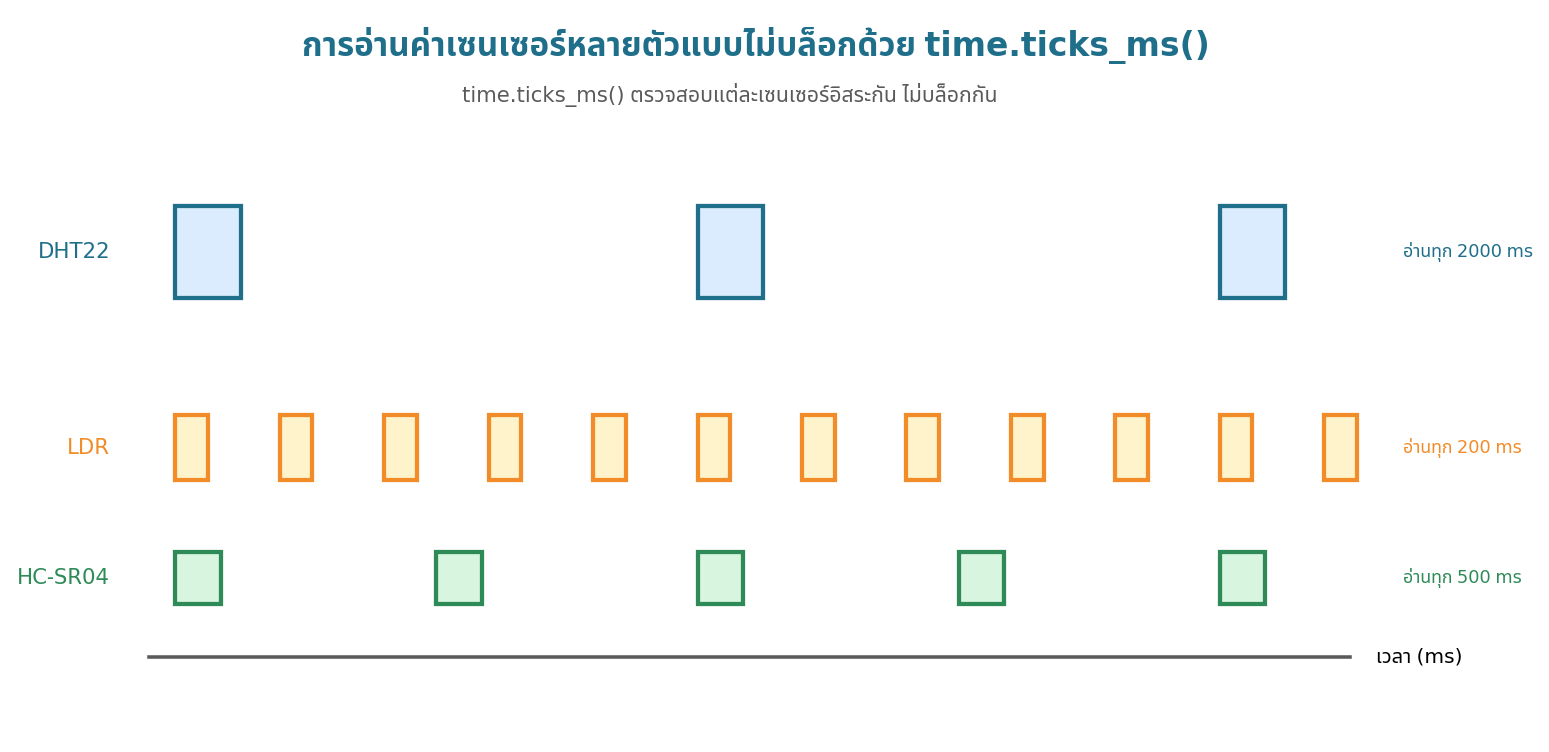 การอ่านค่าเซนเซอร์หลายตัวแบบไม่บล็อกด้วย time.ticks_ms()
time.ticks_ms() ตรวจสอบแต่ละเซนเซอร์อิสระกัน ไม่บล็อกกัน
DHT22
อ่านทุก 2000 ms
LDR
อ่านทุก 200 ms
HC-SR04
อ่านทุก 500 ms
เวลา (ms)